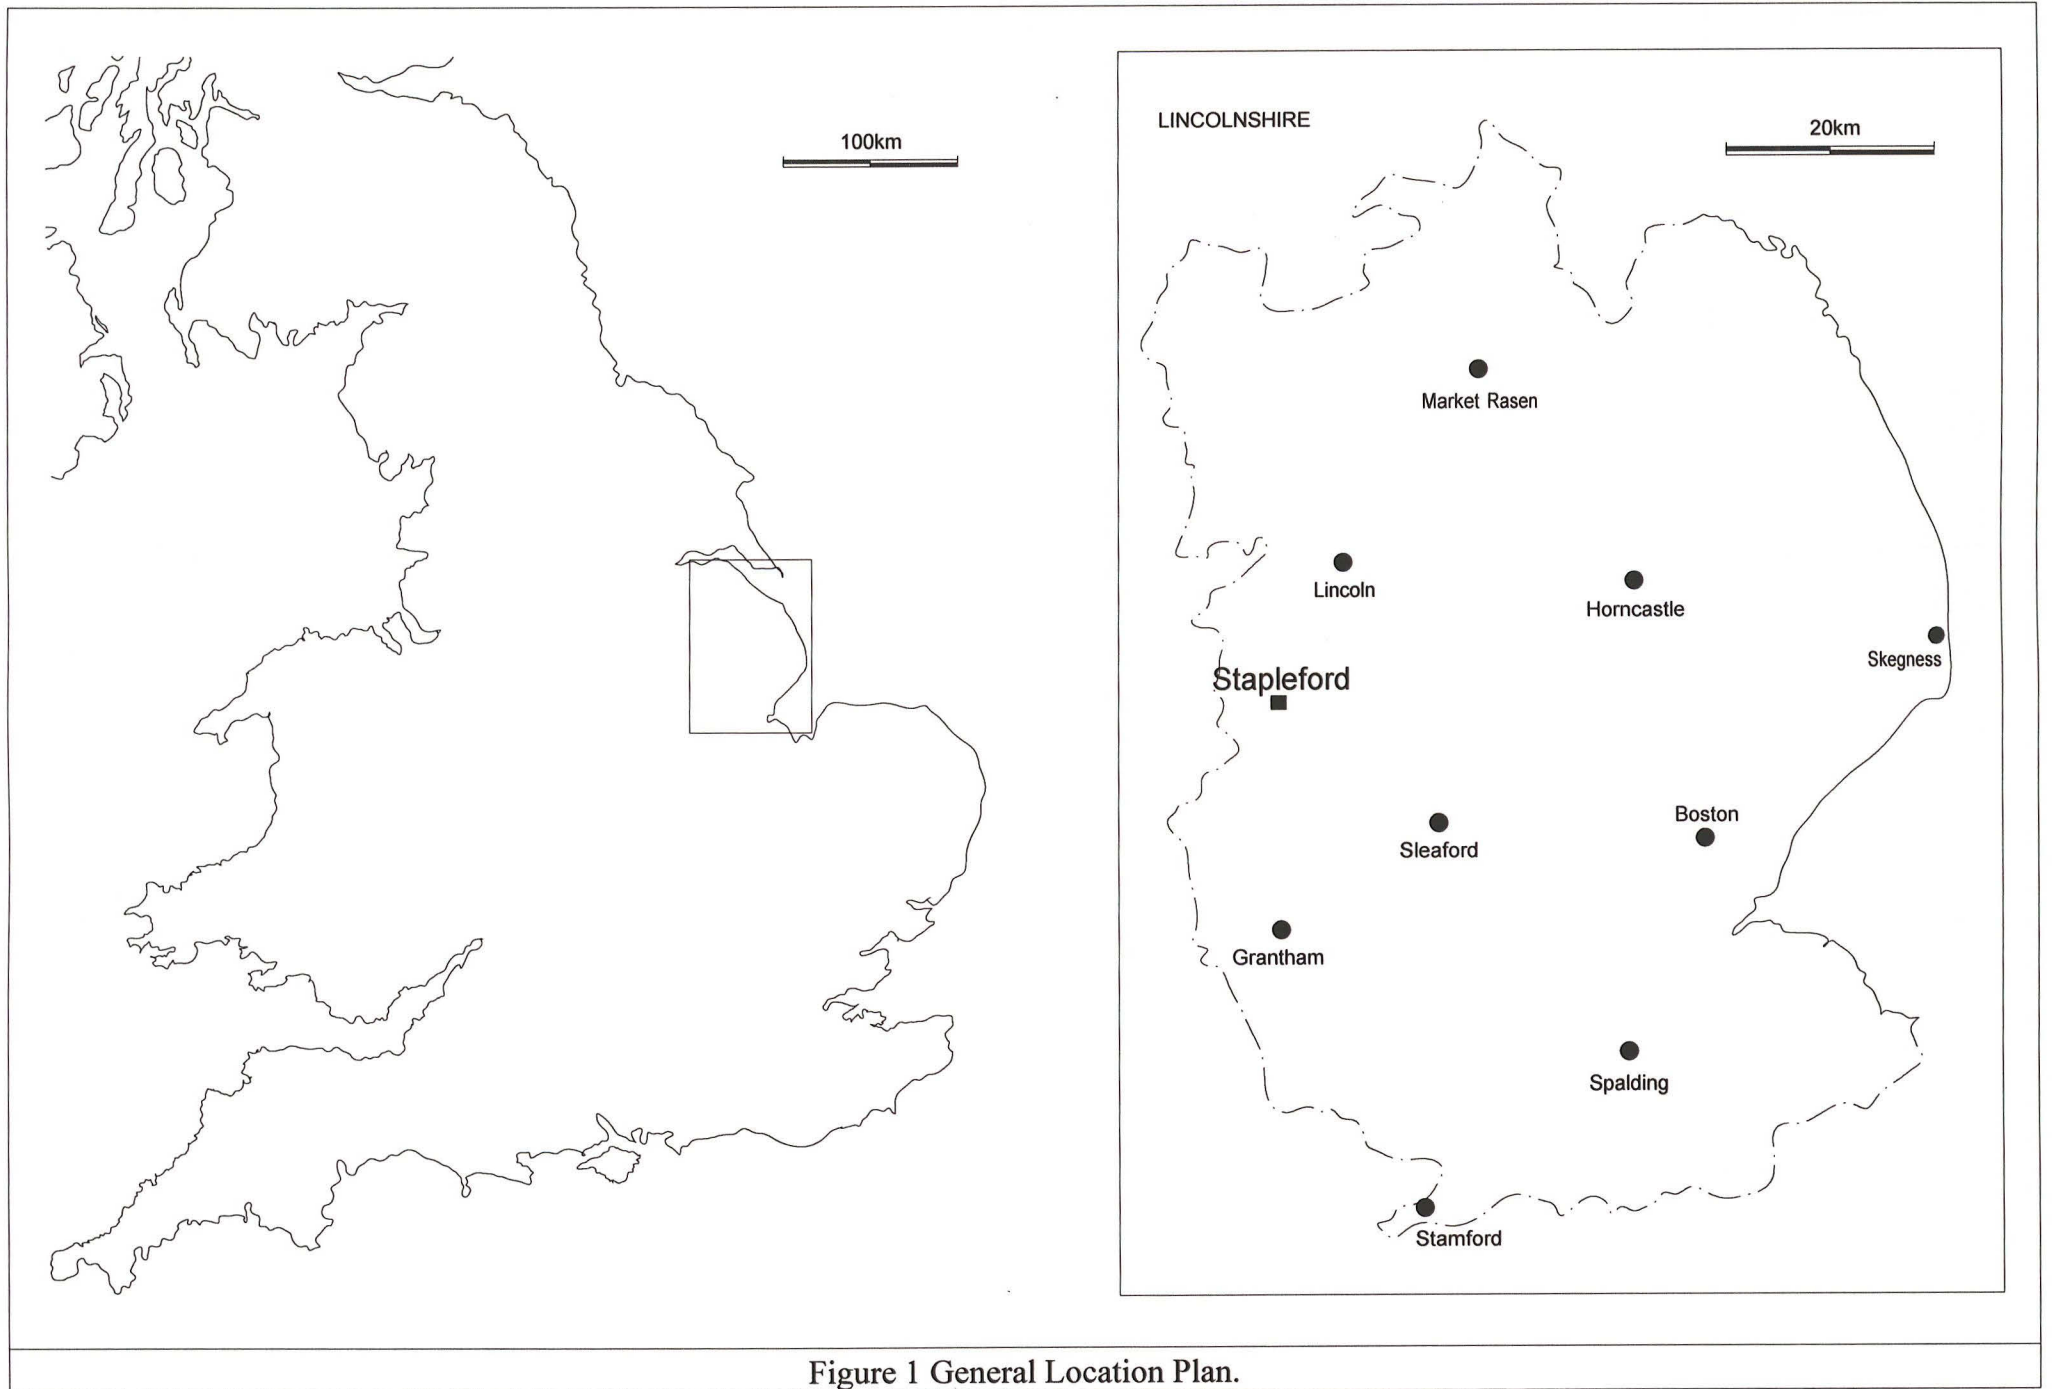 100km
LINCOLNSHIRE
20km
Market Rasen
Lincoln
Horncastle
Skegness
Stapleford
Boston
Sleaford
Grantham
Spalding
Stamford
Figure 1 General Location Plan.